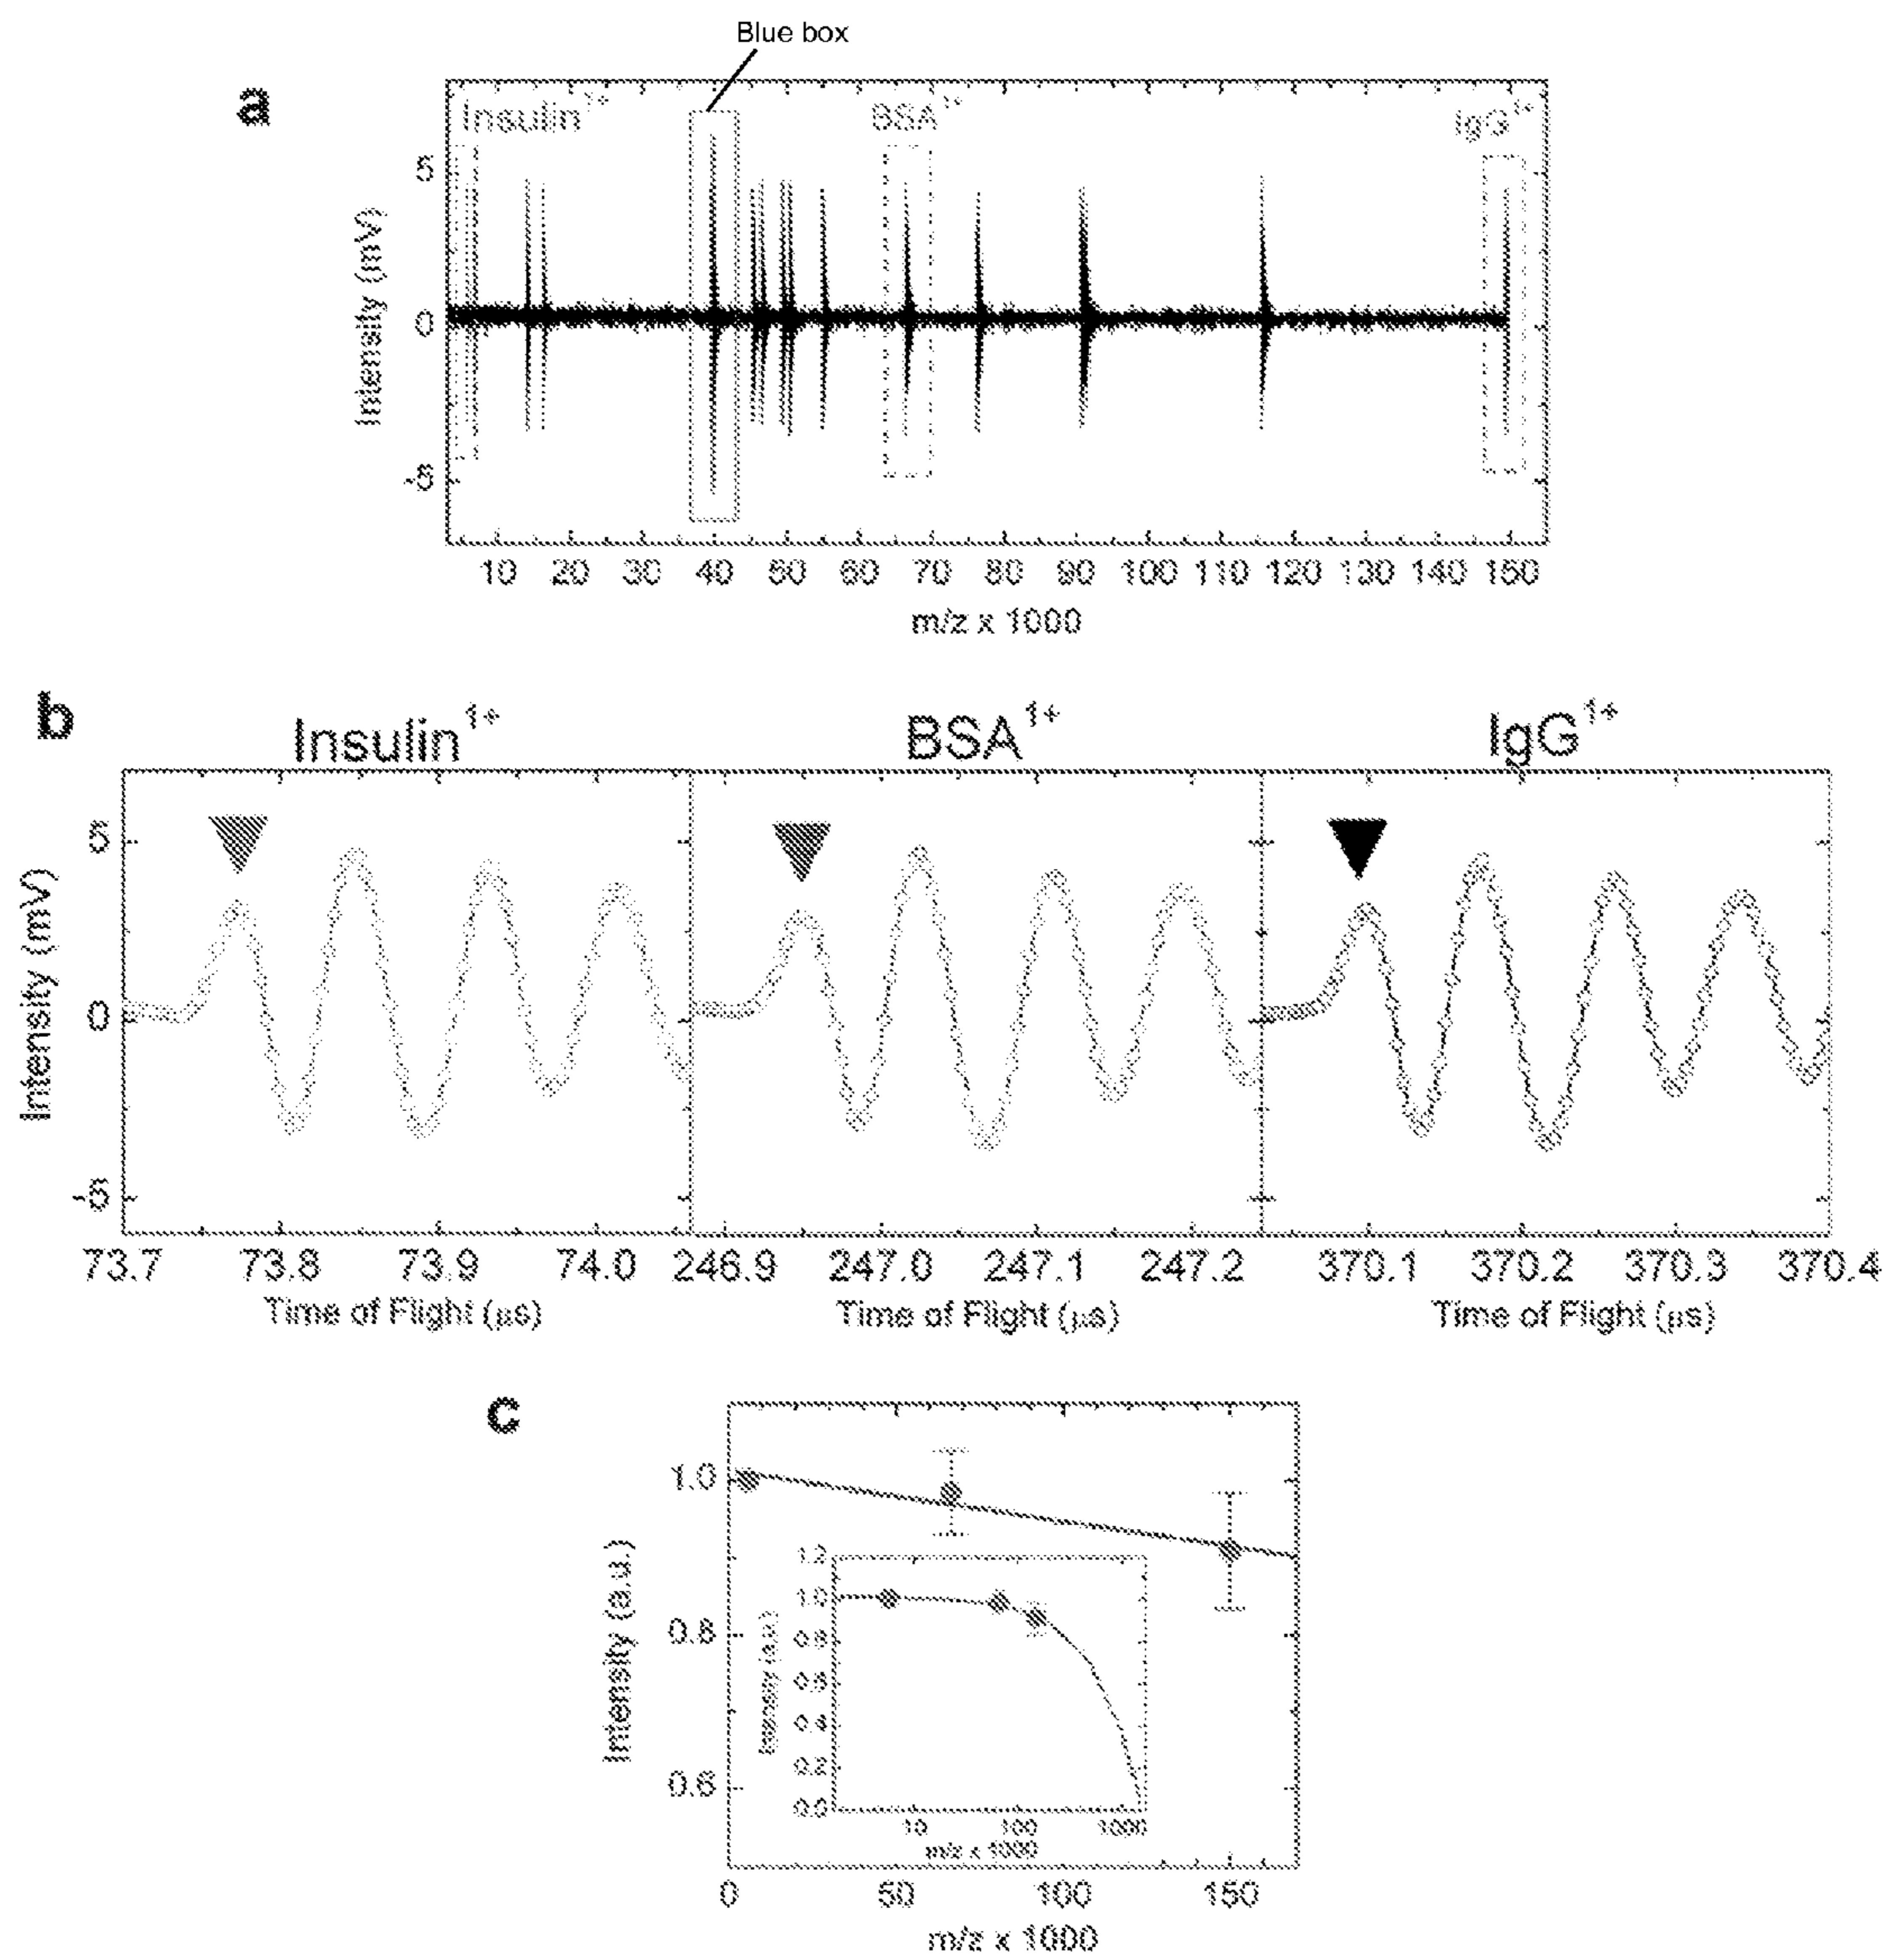 Blue box
a
Insulin¹⁺ BSA¹⁺ IgG¹⁺
Intensity (mV)
5
0
-5
10 20 30 40 50 60 70 80 90 100 110 120 130 140 150
m/z x 1000
b
Insulin¹⁺ BSA¹⁺ IgG¹⁺
Intensity (mV)
5
0
-5
73.7 73.8 73.9 74.0 246.9 247.0 247.1 247.2 370.1 370.2 370.3 370.4
Time of Flight (μs) Time of Flight (μs) Time of Flight (μs)
c
Intensity (a.u.)
1.0
0.8
0.6
Intensity (a.u.)
1.2
1.0
0.8
0.6
0.4
0.2
0.0
10 100 1000
m/z x 1000
0 50 100 150
m/z x 1000